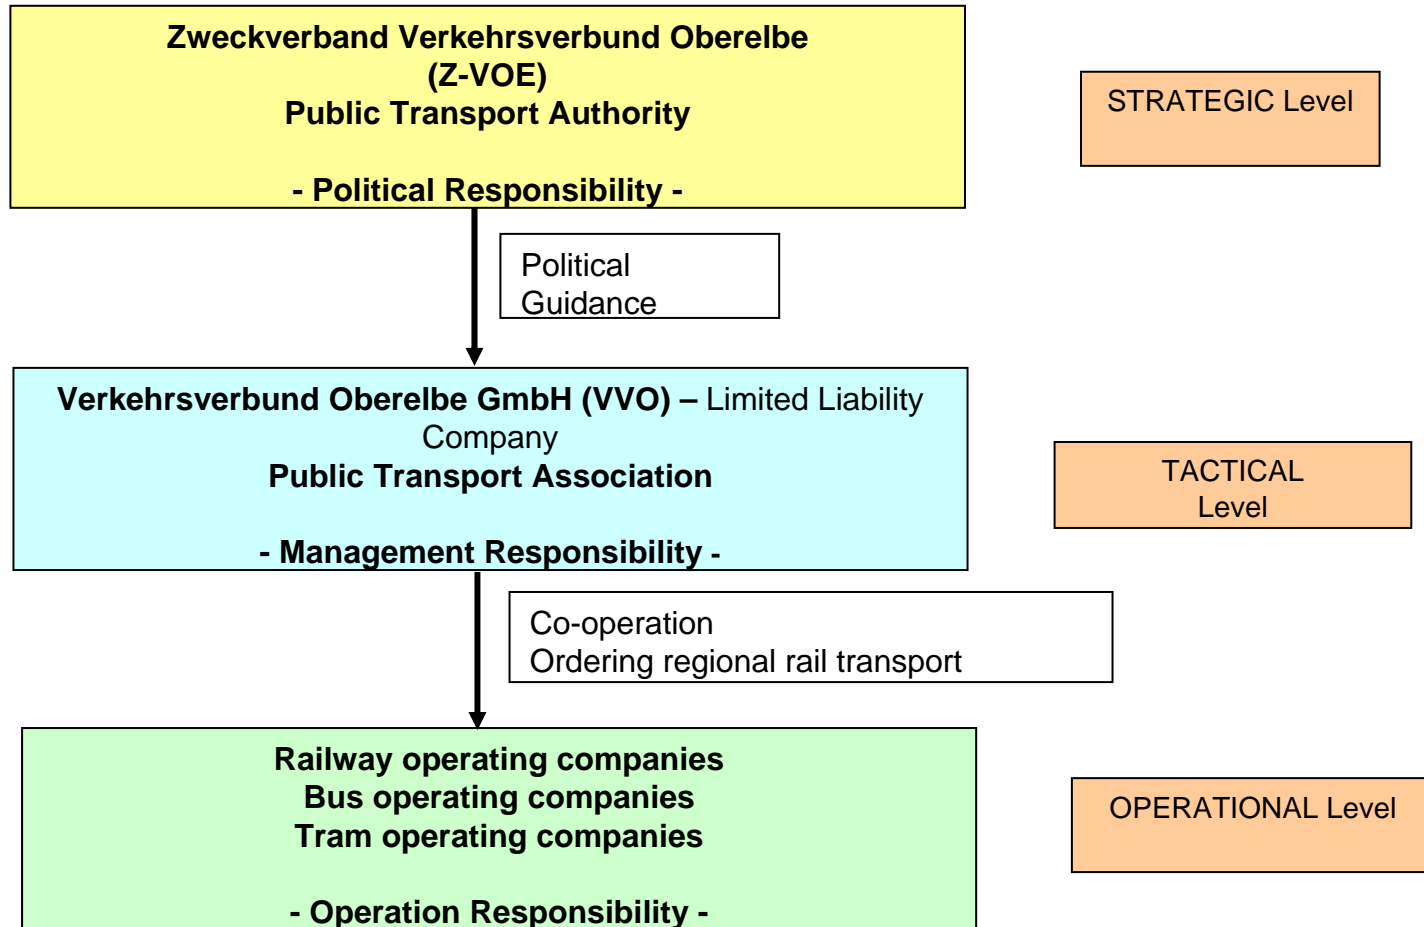 Zweckverband Verkehrsverbund Oberelbe
(Z-VOE)
Public Transport Authority
- Political Responsibility -
STRATEGIC Level
Political
Guidance
Verkehrsverbund Oberelbe GmbH (VVO) – Limited Liability
Company
Public Transport Association
- Management Responsibility -
TACTICAL
Level
Co-operation
Ordering regional rail transport
Railway operating companies
Bus operating companies
Tram operating companies
- Operation Responsibility -
OPERATIONAL Level